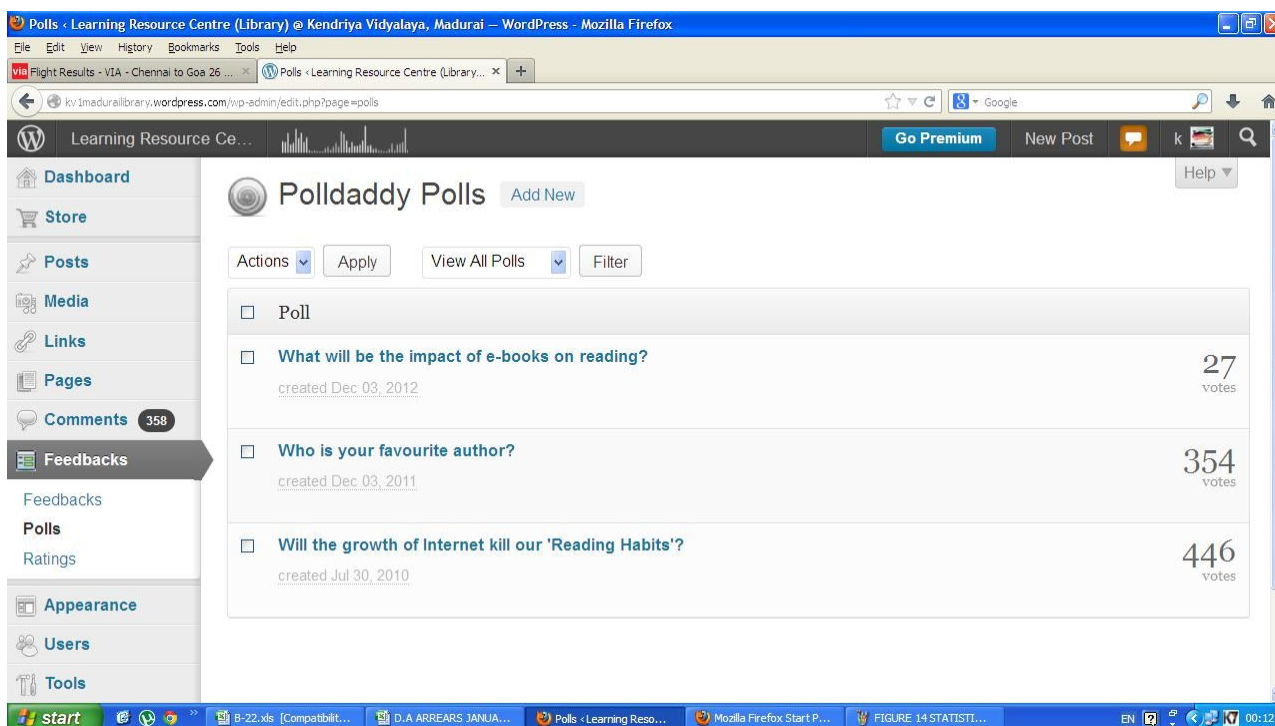 Polls ‹ Learning Resource Centre (Library) @ Kendriya Vidyalaya, Madurai — WordPress - Mozilla Firefox
File Edit View History Bookmarks Tools Help
via Flight Results - VIA - Chennai to Goa 26 ... Polls ‹ Learning Resource Centre (Library...
kv1maduraılibrary.wordpress.com/wp-admin/edit.php?page=polls Google
Learning Resource Ce... Go Premium New Post k
Help
Dashboard
Store
Posts
Media
Links
Pages
Comments 358
Feedbacks
Feedbacks
Polls
Ratings
Appearance
Users
Tools
Polldaddy Polls Add New
Actions Apply View All Polls Filter
Poll
What will be the impact of e-books on reading?
created Dec 03, 2012
27
votes
Who is your favourite author?
created Dec 03, 2011
354
votes
Will the growth of Internet kill our 'Reading Habits'?
created Jul 30, 2010
446
votes
start B-22.xls [Compatibilit... D.A ARREARS JANUA... Polls ‹ Learning Reso... Mozilla Firefox Start P... FIGURE 14 STATISTI... EN 00:12